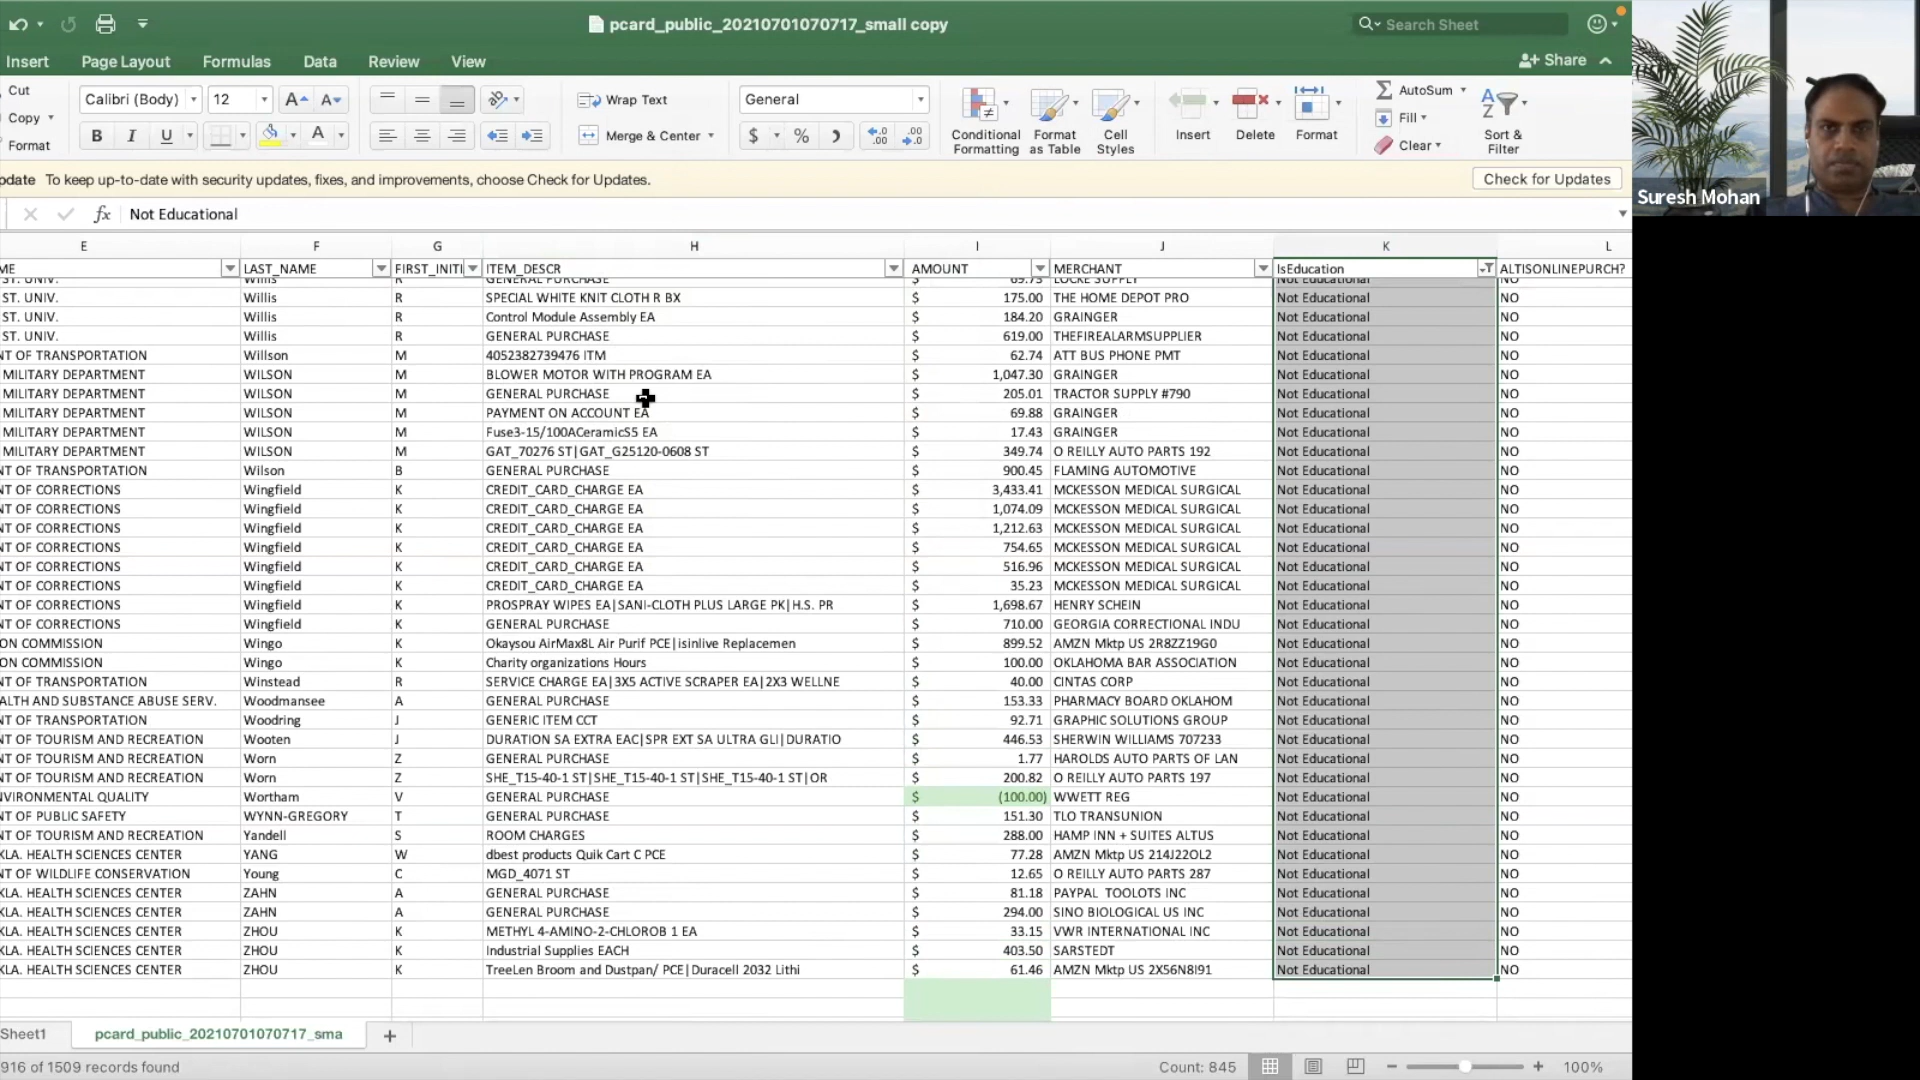 pcard_public_20210701070717_small copy
Search Sheet
Insert Page Layout Formulas Data Review View
Share
Cut
Copy
Format
Calibri (Body) 12
Wrap Text
Merge & Center
General
Conditional Formatting
Format as Table
Cell Styles
Insert
Delete
Format
AutoSum
Fill
Clear
Sort & Filter
pdate To keep up-to-date with security updates, fixes, and improvements, choose Check for Updates.
Check for Updates
Suresh Mohan
fx Not Educational
E F G H I J K L
ME LAST_NAME FIRST_INITI ITEM_DESCR AMOUNT MERCHANT IsEducation ALTISONLINEPURCH?
ST. UNIV. Willis R GENERAL PURCHASE $ 69.75 LOCKE SUPPLY Not Educational NO
ST. UNIV. Willis R SPECIAL WHITE KNIT CLOTH R BX $ 175.00 THE HOME DEPOT PRO Not Educational NO
ST. UNIV. Willis R Control Module Assembly EA $ 184.20 GRAINGER Not Educational NO
ST. UNIV. Willis R GENERAL PURCHASE $ 619.00 THEFIREALARMSUPPLIER Not Educational NO
NT OF TRANSPORTATION Willson M 4052382739476 ITM $ 62.74 ATT BUS PHONE PMT Not Educational NO
MILITARY DEPARTMENT WILSON M BLOWER MOTOR WITH PROGRAM EA $ 1,047.30 GRAINGER Not Educational NO
MILITARY DEPARTMENT WILSON M GENERAL PURCHASE $ 205.01 TRACTOR SUPPLY #790 Not Educational NO
MILITARY DEPARTMENT WILSON M PAYMENT ON ACCOUNT EA $ 69.88 GRAINGER Not Educational NO
MILITARY DEPARTMENT WILSON M Fuse3-15/100ACeramicS5 EA $ 17.43 GRAINGER Not Educational NO
MILITARY DEPARTMENT WILSON M GAT_70276 ST|GAT_G25120-0608 ST $ 349.74 O REILLY AUTO PARTS 192 Not Educational NO
NT OF TRANSPORTATION Wilson B GENERAL PURCHASE $ 900.45 FLAMING AUTOMOTIVE Not Educational NO
NT OF CORRECTIONS Wingfield K CREDIT_CARD_CHARGE EA $ 3,433.41 MCKESSON MEDICAL SURGICAL Not Educational NO
NT OF CORRECTIONS Wingfield K CREDIT_CARD_CHARGE EA $ 1,074.09 MCKESSON MEDICAL SURGICAL Not Educational NO
NT OF CORRECTIONS Wingfield K CREDIT_CARD_CHARGE EA $ 1,212.63 MCKESSON MEDICAL SURGICAL Not Educational NO
NT OF CORRECTIONS Wingfield K CREDIT_CARD_CHARGE EA $ 754.65 MCKESSON MEDICAL SURGICAL Not Educational NO
NT OF CORRECTIONS Wingfield K CREDIT_CARD_CHARGE EA $ 516.96 MCKESSON MEDICAL SURGICAL Not Educational NO
NT OF CORRECTIONS Wingfield K CREDIT_CARD_CHARGE EA $ 35.23 MCKESSON MEDICAL SURGICAL Not Educational NO
NT OF CORRECTIONS Wingfield K PROSPRAY WIPES EA|SANI-CLOTH PLUS LARGE PK|H.S. PR $ 1,698.67 HENRY SCHEIN Not Educational NO
NT OF CORRECTIONS Wingfield K GENERAL PURCHASE $ 710.00 GEORGIA CORRECTIONAL INDU Not Educational NO
ON COMMISSION Wingo K Okaysou AirMax8L Air Purif PCE|isinlive Replacemen $ 899.52 AMZN Mktp US 2R8ZZ19G0 Not Educational NO
ON COMMISSION Wingo K Charity organizations Hours $ 100.00 OKLAHOMA BAR ASSOCIATION Not Educational NO
NT OF TRANSPORTATION Winstead R SERVICE CHARGE EA|3X5 ACTIVE SCRAPER EA|2X3 WELLNE $ 40.00 CINTAS CORP Not Educational NO
ALTH AND SUBSTANCE ABUSE SERV. Woodmansee A GENERAL PURCHASE $ 153.33 PHARMACY BOARD OKLAHOM Not Educational NO
NT OF TRANSPORTATION Woodring J GENERIC ITEM CCT $ 92.71 GRAPHIC SOLUTIONS GROUP Not Educational NO
NT OF TOURISM AND RECREATION Wooten J DURATION SA EXTRA EAC|SPR EXT SA ULTRA GLI|DURATIO $ 446.53 SHERWIN WILLIAMS 707233 Not Educational NO
NT OF TOURISM AND RECREATION Worn Z GENERAL PURCHASE $ 1.77 HAROLDS AUTO PARTS OF LAN Not Educational NO
NT OF TOURISM AND RECREATION Worn Z SHE_T15-40-1 ST|SHE_T15-40-1 ST|SHE_T15-40-1 ST|OR $ 200.82 O REILLY AUTO PARTS 197 Not Educational NO
NVIRONMENTAL QUALITY Wortham V GENERAL PURCHASE $ (100.00) WWETT REG Not Educational NO
NT OF PUBLIC SAFETY WYNN-GREGORY T GENERAL PURCHASE $ 151.30 TLO TRANSUNION Not Educational NO
NT OF TOURISM AND RECREATION Yandell S ROOM CHARGES $ 288.00 HAMP INN + SUITES ALTUS Not Educational NO
KLA. HEALTH SCIENCES CENTER YANG W dbest products Quik Cart C PCE $ 77.28 AMZN Mktp US 214J22OL2 Not Educational NO
NT OF WILDLIFE CONSERVATION Young C MGD_4071 ST $ 12.65 O REILLY AUTO PARTS 287 Not Educational NO
KLA. HEALTH SCIENCES CENTER ZAHN A GENERAL PURCHASE $ 81.18 PAYPAL TOOLOTS INC Not Educational NO
KLA. HEALTH SCIENCES CENTER ZAHN A GENERAL PURCHASE $ 294.00 SINO BIOLOGICAL US INC Not Educational NO
KLA. HEALTH SCIENCES CENTER ZHOU K METHYL 4-AMINO-2-CHLOROB 1 EA $ 33.15 VWR INTERNATIONAL INC Not Educational NO
KLA. HEALTH SCIENCES CENTER ZHOU K Industrial Supplies EACH $ 403.50 SARSTEDT Not Educational NO
KLA. HEALTH SCIENCES CENTER ZHOU K TreeLen Broom and Dustpan/ PCE|Duracell 2032 Lithi $ 61.46 AMZN Mktp US 2X56N8I91 Not Educational NO
Sheet1 pcard_public_20210701070717_sma
916 of 1509 records found
Count: 845
100%